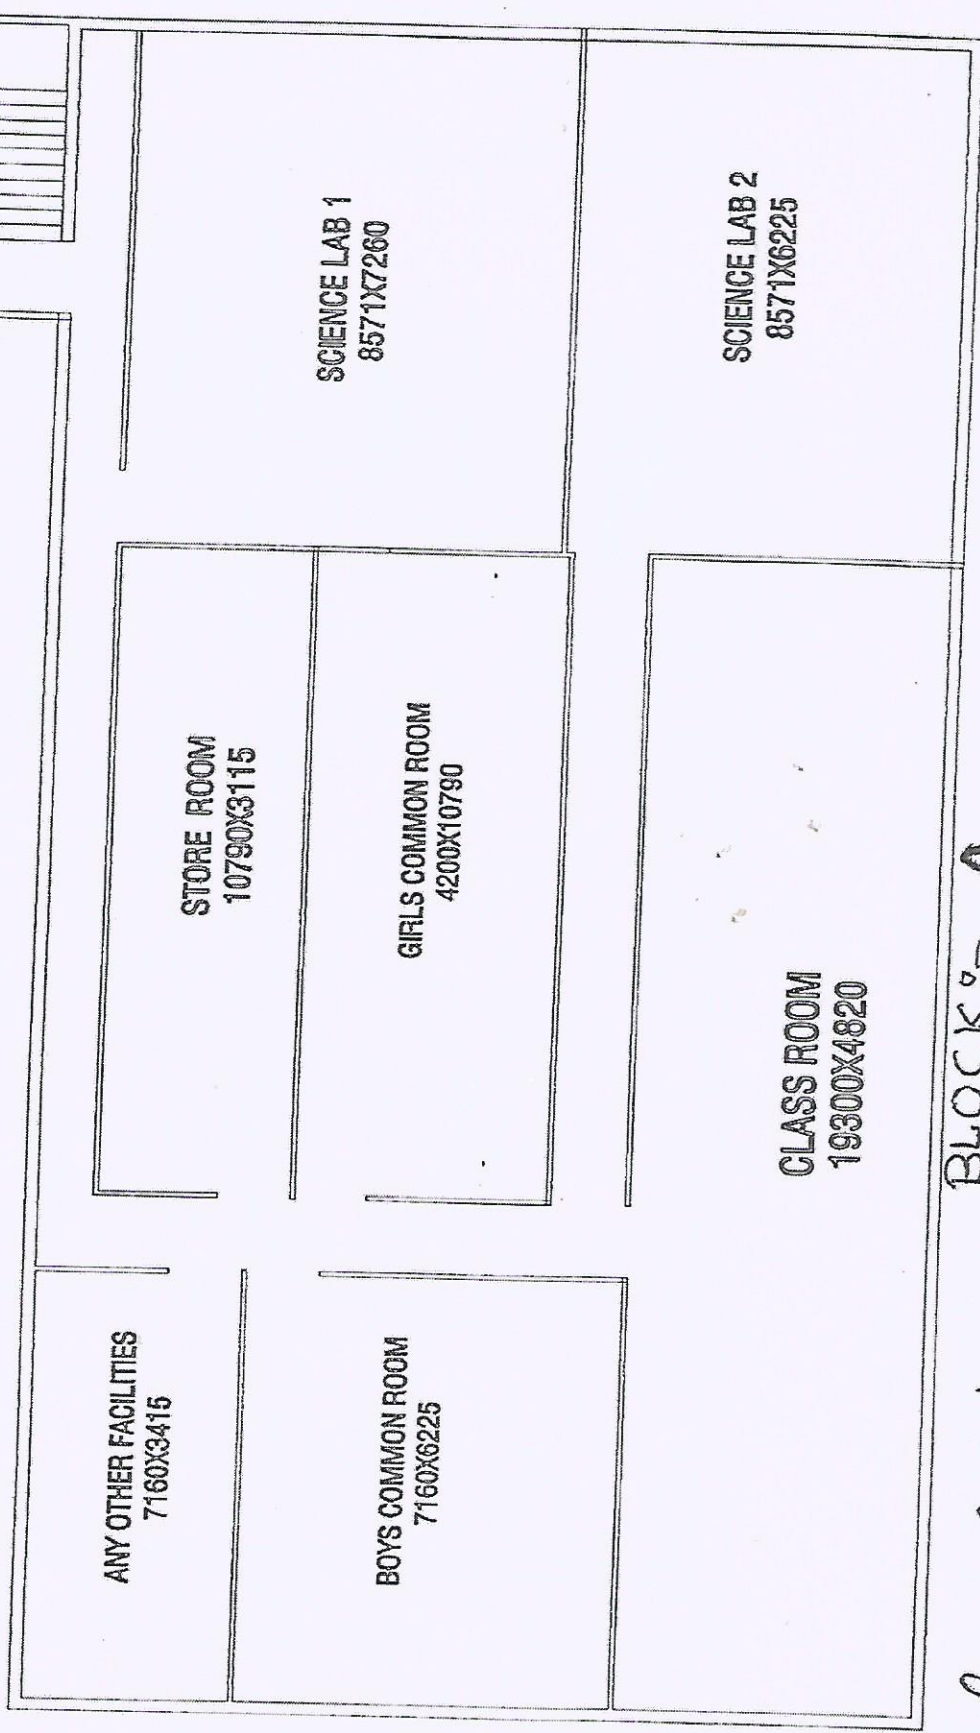 ANY OTHER FACILITIES
7160X3415
STORE ROOM
10790X3115
SCIENCE LAB 1
8571X7260
BOYS COMMON ROOM
7160X6225
GIRLS COMMON ROOM
4200X10790
SCIENCE LAB 2
8571X6225
CLASS ROOM
19300X4820
BLOCK:-